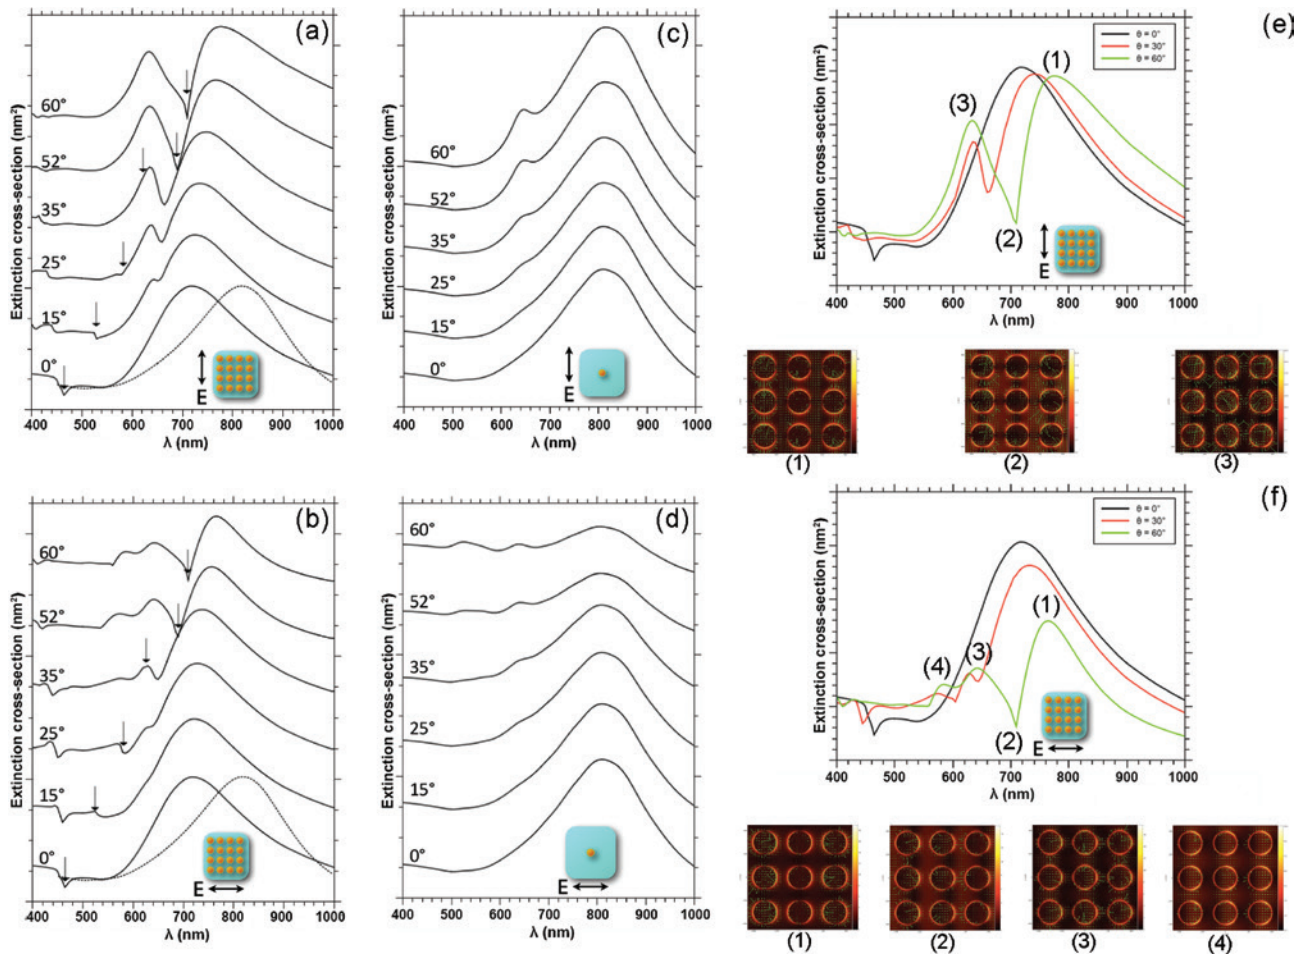 (a)
Extinction cross-section (nm²)
60°
52°
35°
25°
15°
0°
E
400 500 600 700 800 900 1000
λ (nm)
(c)
Extinction cross-section (nm²)
60°
52°
35°
25°
15°
0°
E
400 500 600 700 800 900 1000
λ (nm)
(e)
Extinction cross-section (nm²)
θ = 0°
θ = 30°
θ = 60°
(1)
(3)
(2)
E
400 500 600 700 800 900 1000
λ (nm)
(1) (2) (3)
(b)
Extinction cross-section (nm²)
60°
52°
35°
25°
15°
0°
E
400 500 600 700 800 900 1000
λ (nm)
(d)
Extinction cross-section (nm²)
60°
52°
35°
25°
15°
0°
E
400 500 600 700 800 900 1000
λ (nm)
(f)
Extinction cross-section (nm²)
θ = 0°
θ = 30°
θ = 60°
(1)
(3)
(4)
(2)
E
400 500 600 700 800 900 1000
λ (nm)
(1) (2) (3) (4)